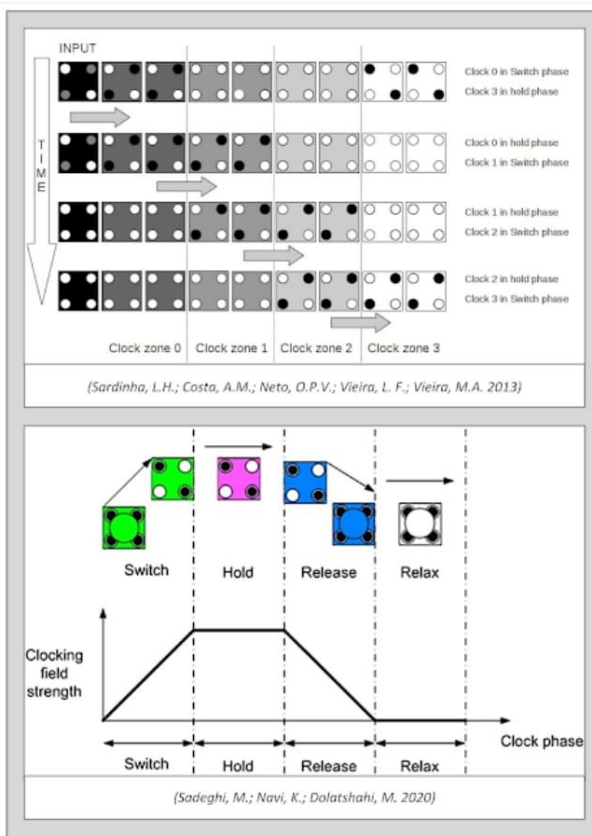 INPUT
Clock 0 in Switch phase
Clock 3 in hold phase
TIME
Clock 0 in hold phase
Clock 1 in Switch phase
Clock 1 in hold phase
Clock 2 in Switch phase
Clock 2 in hold phase
Clock 3 in Switch phase
Clock zone 0 Clock zone 1 Clock zone 2 Clock zone 3
(Sardinha, L.H.; Costa, A.M.; Neto, O.P.V.; Vieira, L. F.; Vieira, M.A. 2013)
Switch Hold Release Relax
Clocking
field
strength
Clock phase
Switch Hold Release Relax
(Sadeghi, M.; Navi, K.; Dolatshahi, M. 2020)